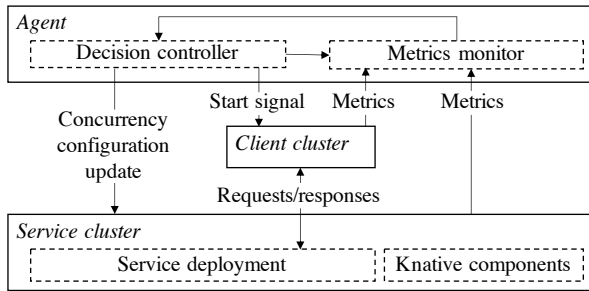 Agent
Decision controller
Metrics monitor
Start signal
Metrics
Metrics
Concurrency
configuration
update
Client cluster
Requests/responses
Service cluster
Service deployment
Knative components